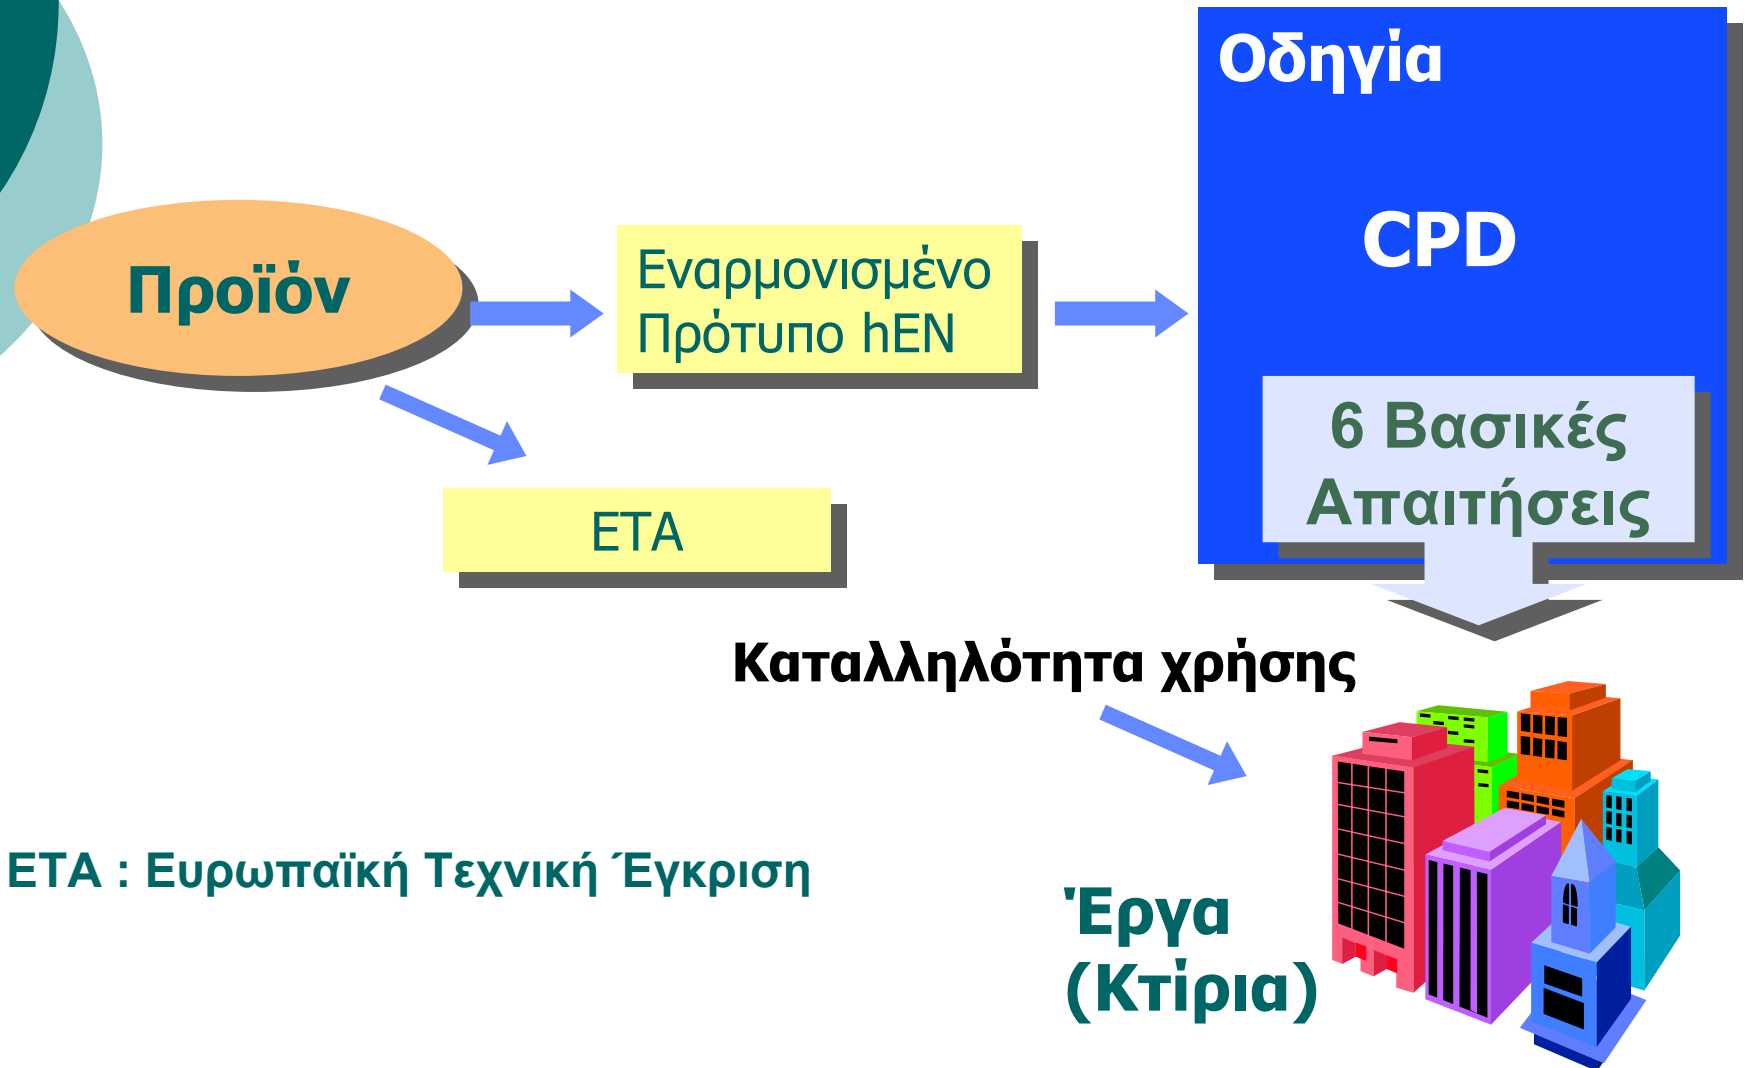 Οδηγία
CPD
Προϊόν
Εναρμονισμένο
Πρότυπο hEN
6 Βασικές
Απαιτήσεις
ETA
Καταλληλότητα χρήσης
ETA : Ευρωπαϊκή Τεχνική Έγκριση
Έργα
(Κτίρια)